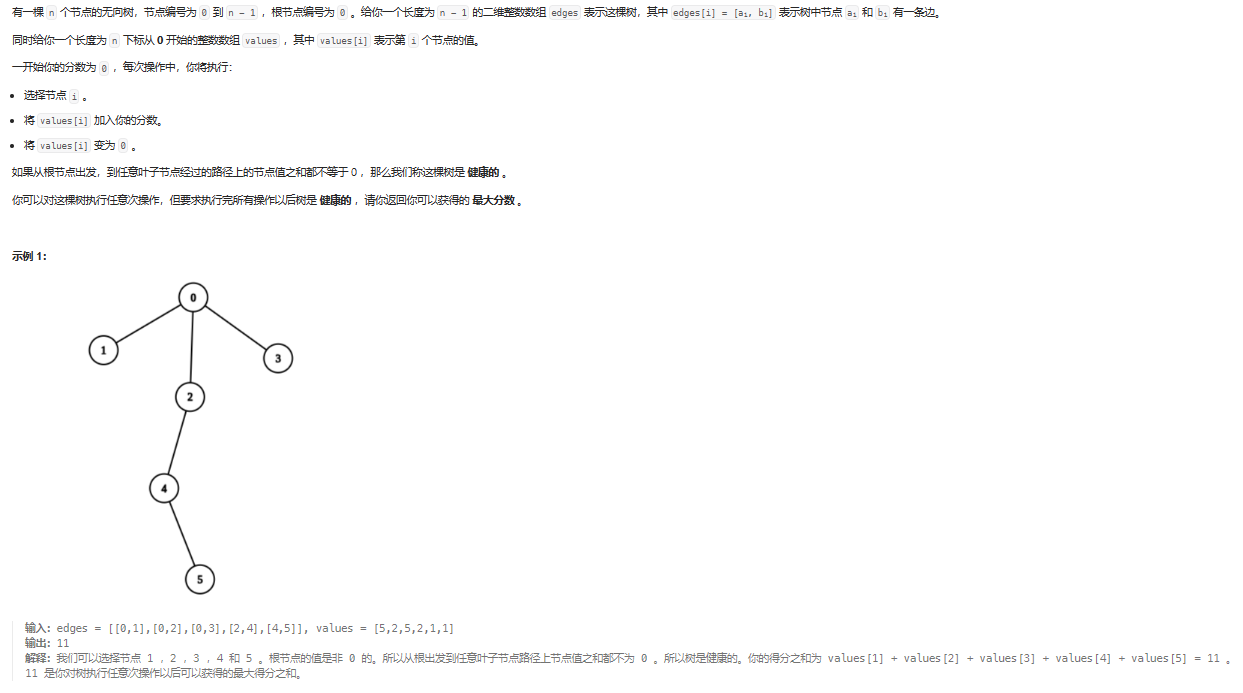 有一棵 n 个节点的无向树，节点编号为 0 到 n - 1 ，根节点编号为 0 。给你一个长度为 n - 1 的二维整数数组 edges 表示这棵树，其中 edges[i] = [aᵢ, bᵢ] 表示树中节点 aᵢ 和 bᵢ 有一条边。
同时给你一个长度为 n 下标从 0 开始的整数数组 values ，其中 values[i] 表示第 i 个节点的值。
一开始你的分数为 0 ，每次操作中，你将执行：
• 选择节点 i 。
• 将 values[i] 加入你的分数。
• 将 values[i] 变为 0 。
如果从根节点出发，到任意叶子节点经过的路径上的节点值之和都不等于 0 ，那么我们称这棵树是 健康的 。
你可以对这棵树执行任意次操作，但要求执行完所有操作以后树是 健康的 ，请你返回你可以获得的 最大分数 。
示例 1：
0
1
3
2
4
5
输入：edges = [[0,1],[0,2],[0,3],[2,4],[4,5]], values = [5,2,5,2,1,1]
输出：11
解释：我们可以选择节点 1 ，2 ，3 ，4 和 5 。根节点的值是非 0 的。所以从根出发到任意叶子节点路径上节点值之和都不为 0 。所以树是健康的。你的得分之和为 values[1] + values[2] + values[3] + values[4] + values[5] = 11 。
11 是你对树执行任意次操作以后可以获得的最大得分之和。